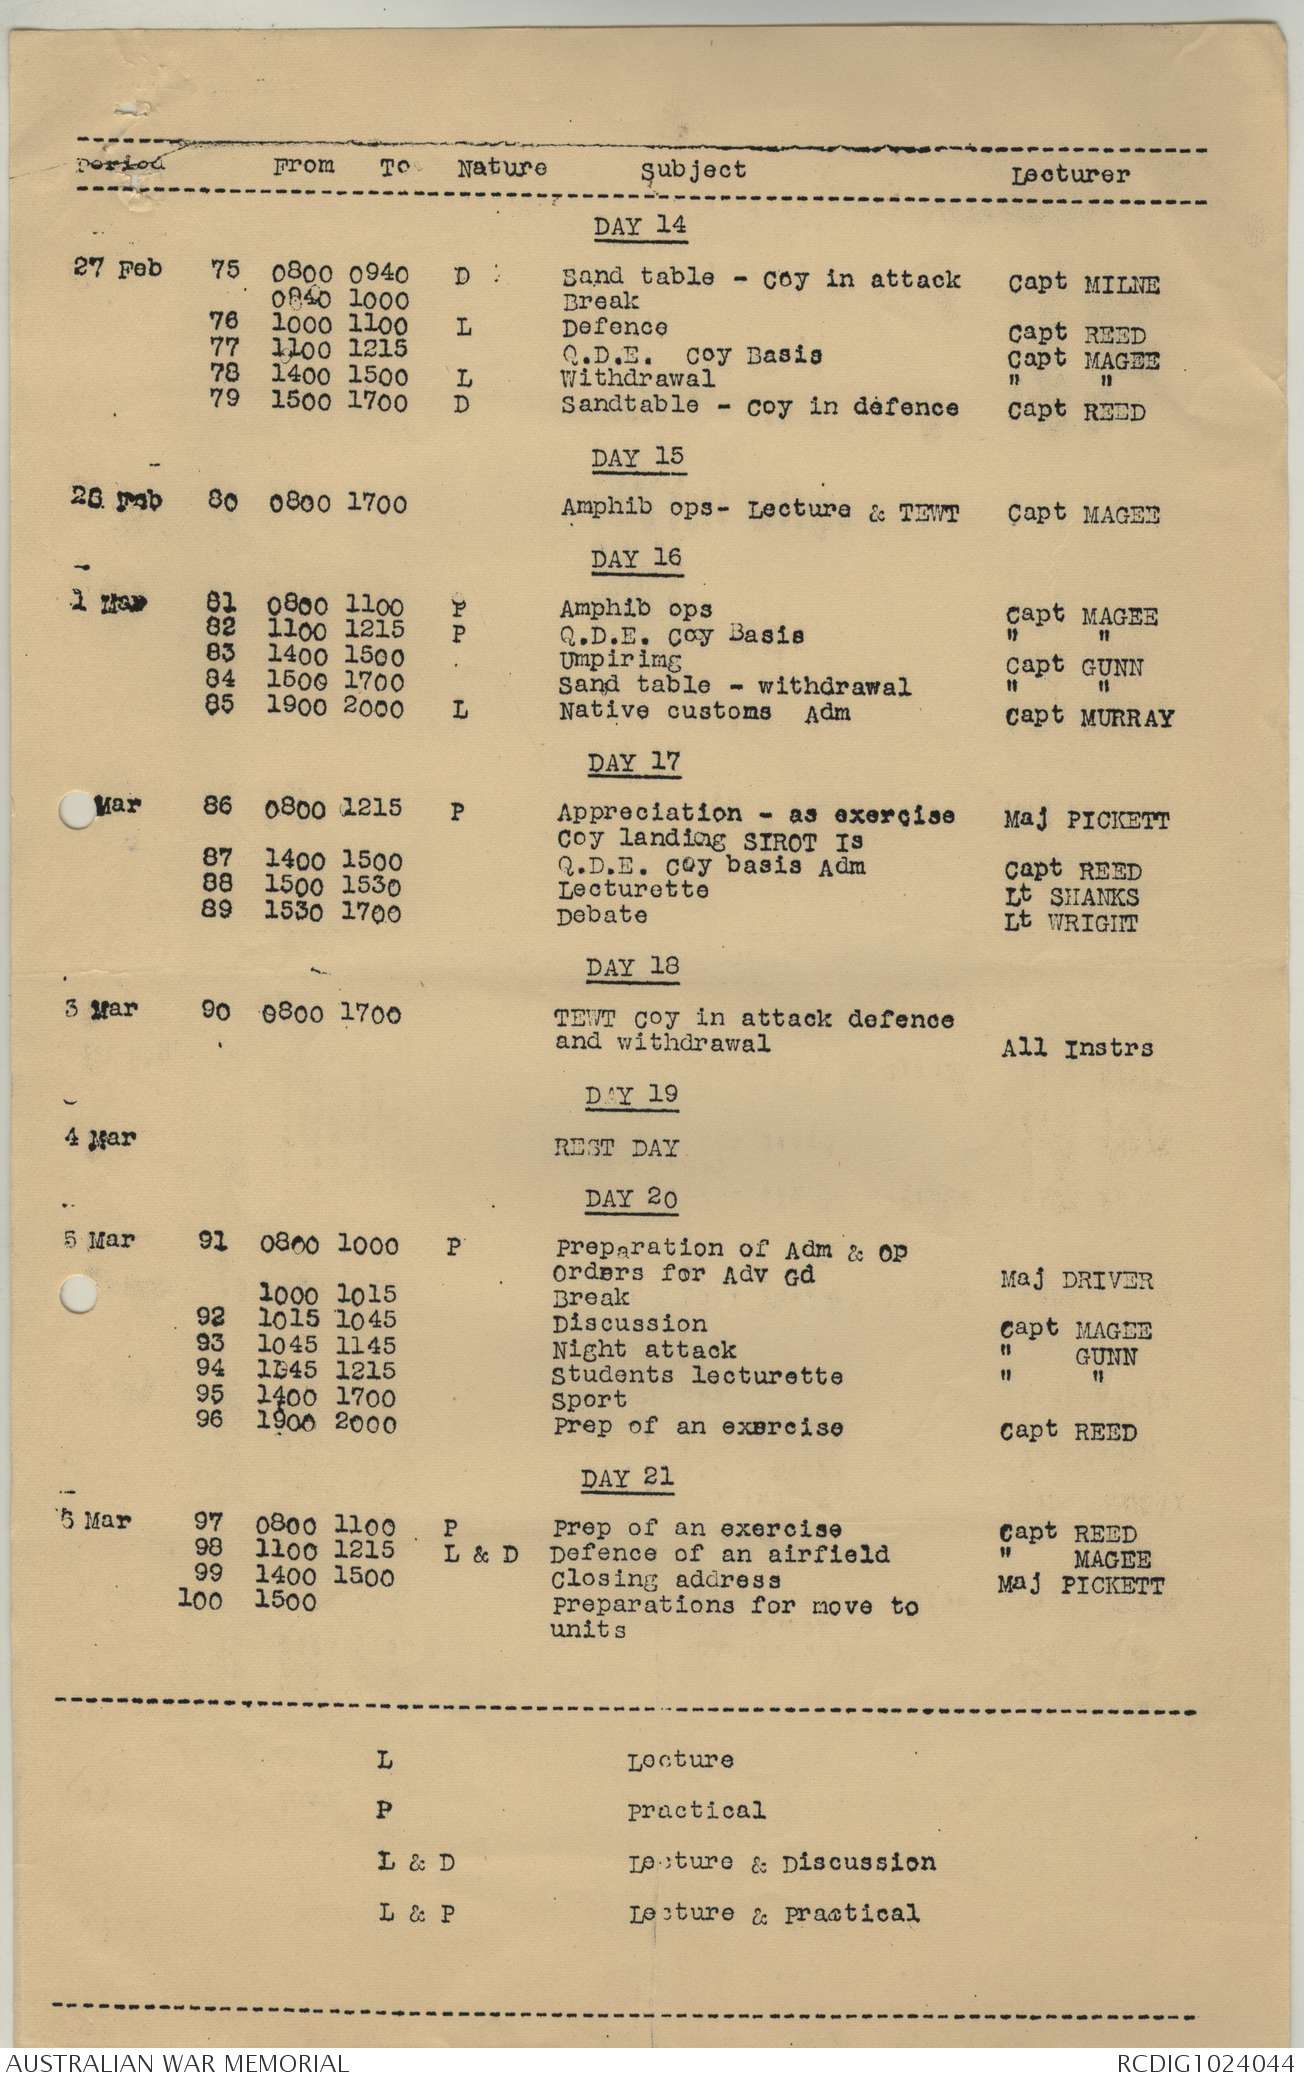 Period From To Nature Subject Lecturer
DAY 14
27 Feb 75 0800 0940 D Sand table - Coy in attack Capt MILNE
0840 1000 Break
76 1000 1100 L Defence Capt REED
77 1100 1215 Q.D.E. Coy Basis Capt MAGEE
78 1400 1500 L Withdrawal " "
79 1500 1700 D Sandtable - Coy in defence Capt REED
DAY 15
28 Feb 80 0800 1700 Amphib ops- Lecture & TEWT Capt MAGEE
DAY 16
1 Mar 81 0800 1100 P Amphib ops Capt MAGEE
82 1100 1215 P Q.D.E. Coy Basis " "
83 1400 1500 Umpirimg Capt GUNN
84 1500 1700 Sand table - withdrawal " "
85 1900 2000 L Native customs Adm Capt MURRAY
DAY 17
Mar 86 0800 1215 P Appreciation - as exercise Maj PICKETT
Coy landing SIROT Is
87 1400 1500 Q.D.E. Coy basis Adm Capt REED
88 1500 1530 Lecturette Lt SHANKS
89 1530 1700 Debate Lt WRIGHT
DAY 18
3 Mar 90 0800 1700 TEWT Coy in attack defence
and withdrawal All Instrs
DAY 19
4 Mar REST DAY
DAY 20
5 Mar 91 0800 1000 P Preparation of Adm & Op
Orders for Adv Gd Maj DRIVER
1000 1015 Break
92 1015 1045 Discussion Capt MAGEE
93 1045 1145 Night attack " GUNN
94 1145 1215 Students lecturette " "
95 1400 1700 Sport
96 1900 2000 Prep of an exercise Capt REED
DAY 21
6 Mar 97 0800 1100 P Prep of an exercise Capt REED
98 1100 1215 L & D Defence of an airfield " MAGEE
99 1400 1500 Closing address Maj PICKETT
100 1500 Preparations for move to
units
L Lecture
P Practical
L & D Lecture & Discussion
L & P Lecture & Practical
AUSTRALIAN WAR MEMORIAL RCDIG1024044